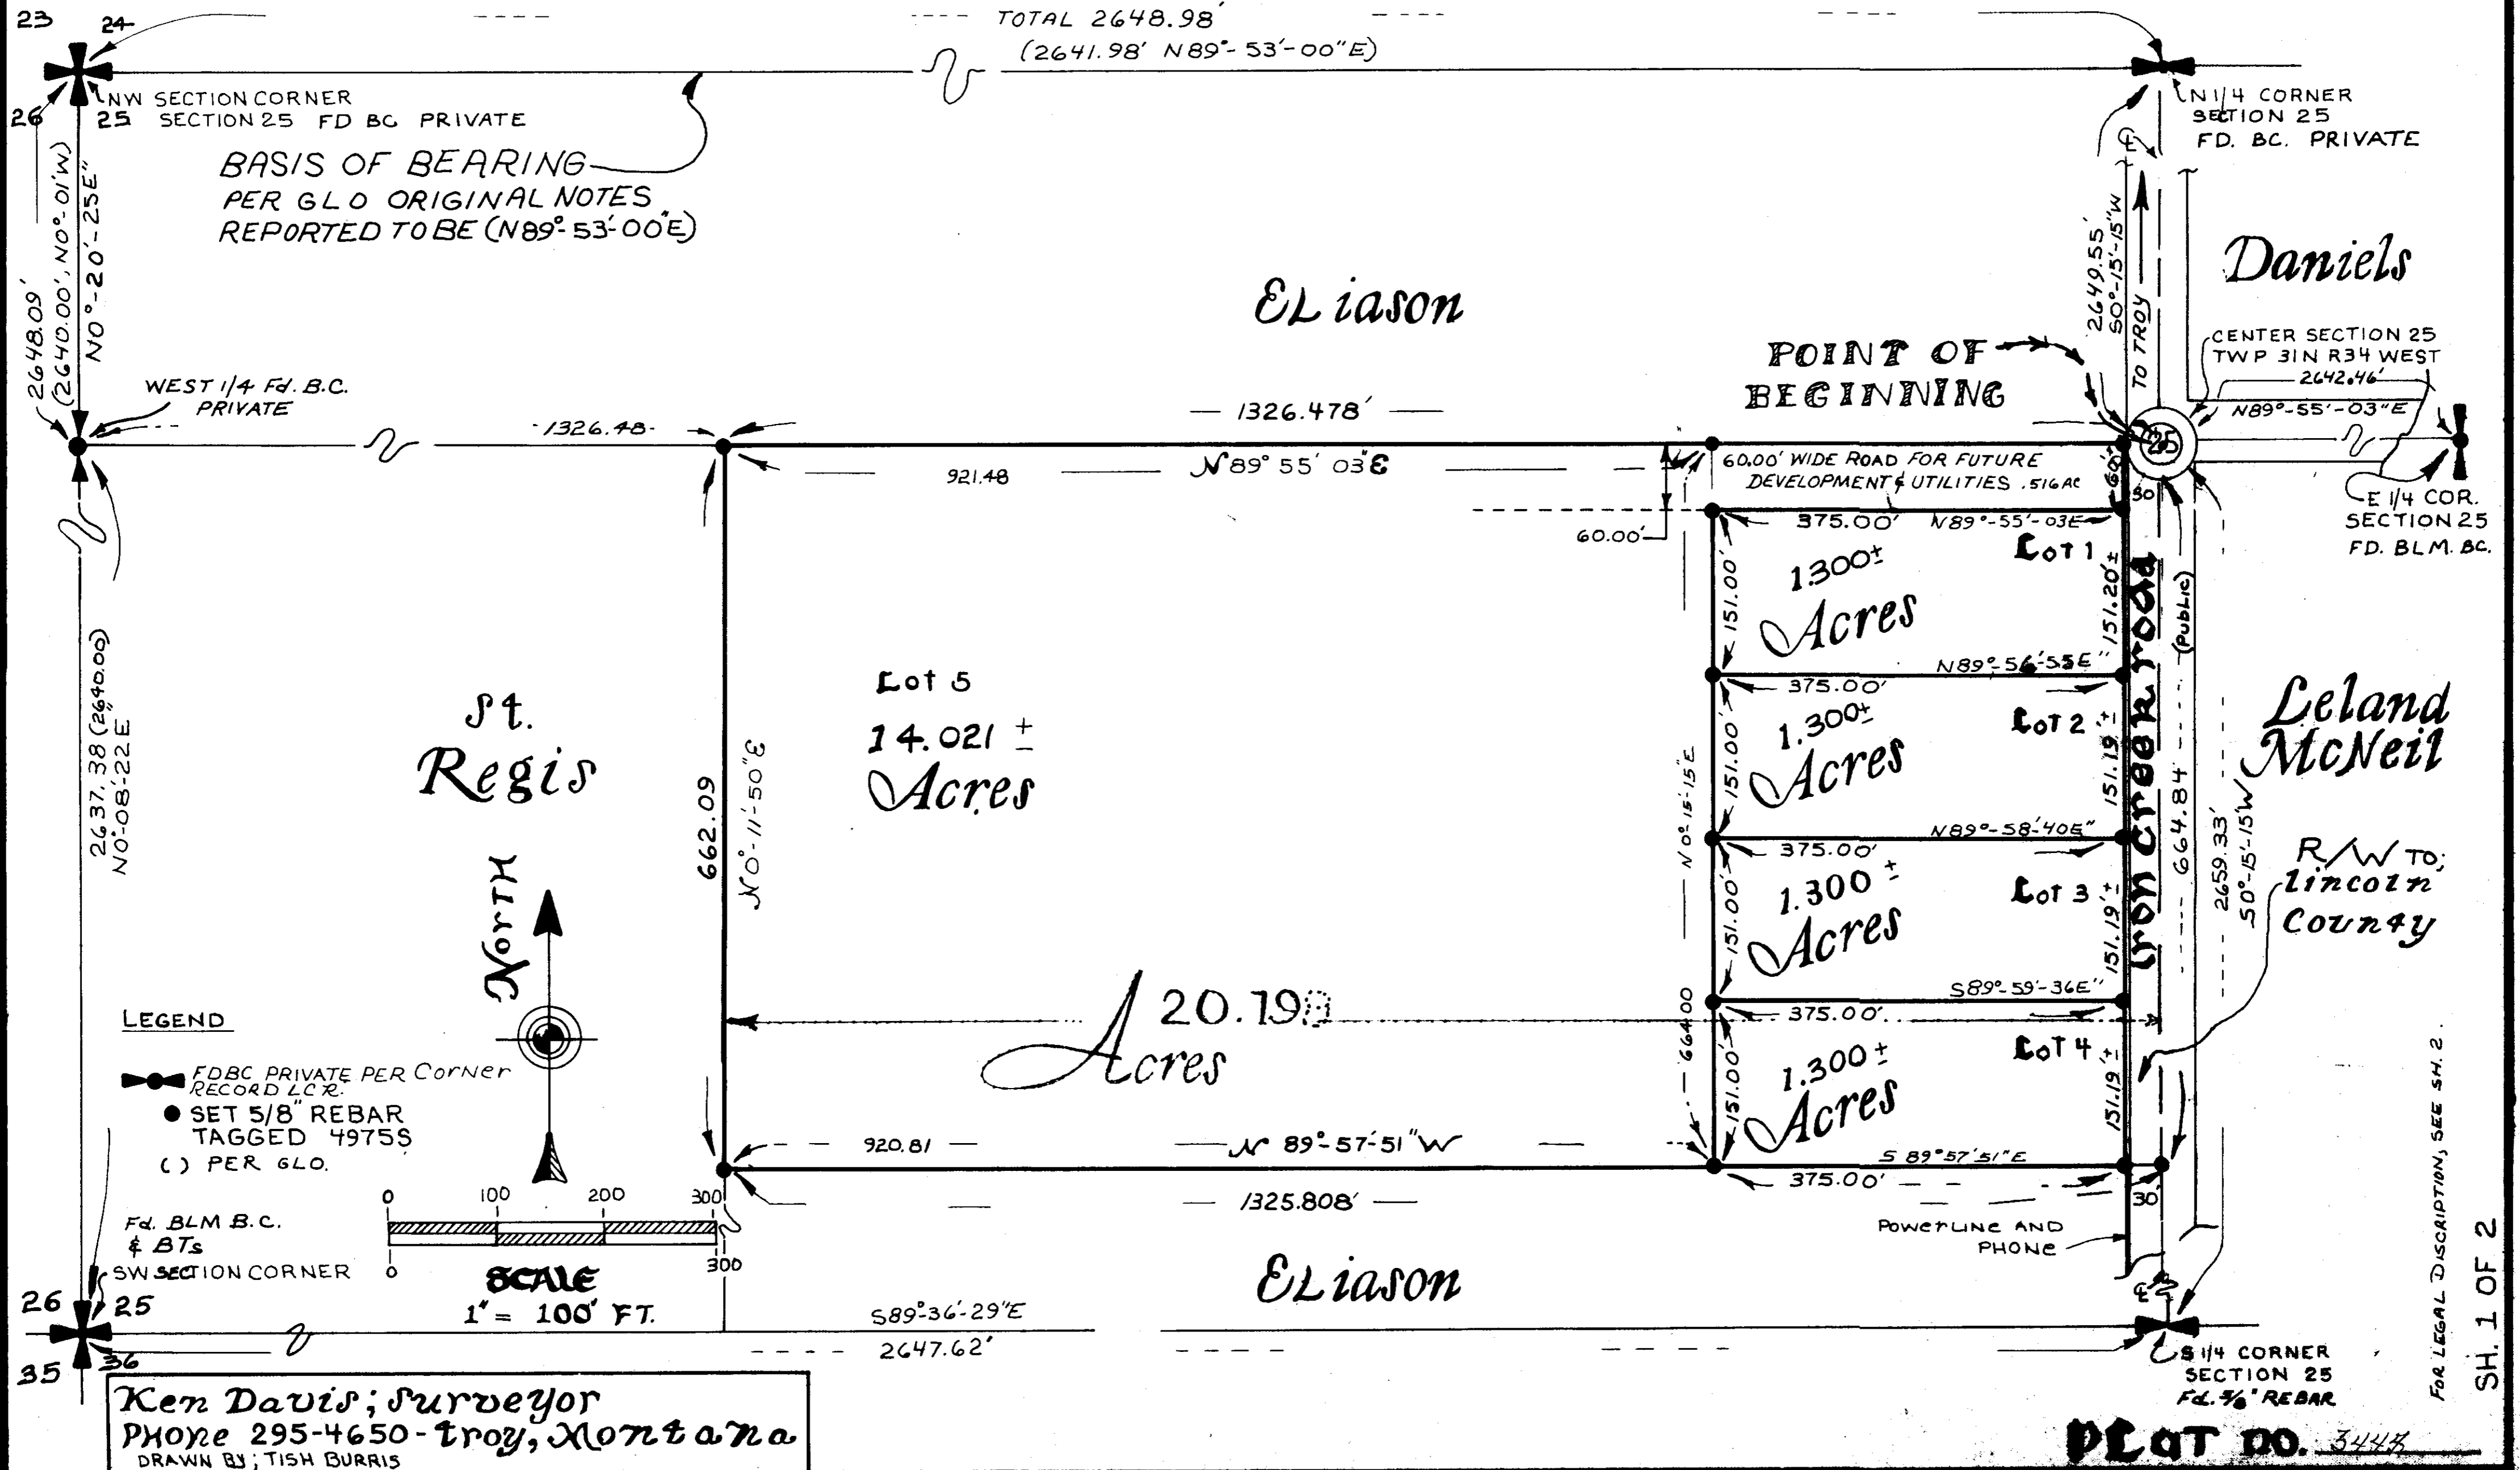 23
24
TOTAL 2648.98'
(2641.98' N89°-53'-00"E)
NW SECTION CORNER
26
25 SECTION 25 FD BC PRIVATE
N 1/4 CORNER
SECTION 25
FD. BC. PRIVATE
BASIS OF BEARING
PER GLO ORIGINAL NOTES
REPORTED TO BE (N89°-53'-00"E)
2648.09'
(2640.00', N0°-01'W)
N0°-20'-25E"
ELiason
2649.55'
S0°-15'-15"W
TO TROY
Daniels
POINT OF
BEGINNING
CENTER SECTION 25
TWP 31N R34 WEST
2642.46'
N89°-55'-03"E
WEST 1/4 Fd. B.C.
PRIVATE
1326.48
1326.478'
25
921.48
N89° 55' 03"E
60.00' WIDE ROAD FOR FUTURE
DEVELOPMENT & UTILITIES .516AC
60'±
30
E 1/4 COR.
SECTION 25
FD. BLM. BC.
60.00'
375.00'
N89°-55'-03E
Lot 1
1.300±
Acres
151.00'
151.20'±
N89°-56'-55E"
375.00'
Lot 2
1.300±
Acres
151.00'
151.19'±
N89°-58'-40E"
375.00'
Lot 3
1.300±
Acres
151.00'
151.19'±
S89°-59'-36E"
375.00'
Lot 4
1.300±
Acres
151.00'
151.19'±
S 89°57'51"E
375.00'
30'
Iron Creek road
(Public)
664.84
2659.33'
S0°-15'-15"W
Leland
McNeil
R/W TO;
Lincoln
County
2637.38 (2640.00)
N0°-08'-22E
St.
Regis
Lot 5
14.021 ±
Acres
662.09
N0°-11'-50"E
N0°-15'-15"E
664.00
North
20.19
Acres
LEGEND
FDBC PRIVATE PER Corner
RECORD LCR.
SET 5/8" REBAR
TAGGED 4975S
( ) PER GLO.
920.81
N 89°-57'-51"W
1325.808'
0 100 200 300
0 300
SCALE
1" = 100' FT.
Fd. BLM B.C.
& BTs
SW SECTION CORNER
26 25
35 36
ELiason
S89°-36'-29"E
2647.62'
POWERLINE AND
PHONE
S 1/4 CORNER
SECTION 25
Fd. 5/8" REBAR
FOR LEGAL DISCRIPTION, SEE SH. 2.
SH. 1 OF 2
Ken Davis; Surveyor
PHONE 295-4650-troy, Montana
DRAWN BY; TISH BURRIS
PLAT NO.